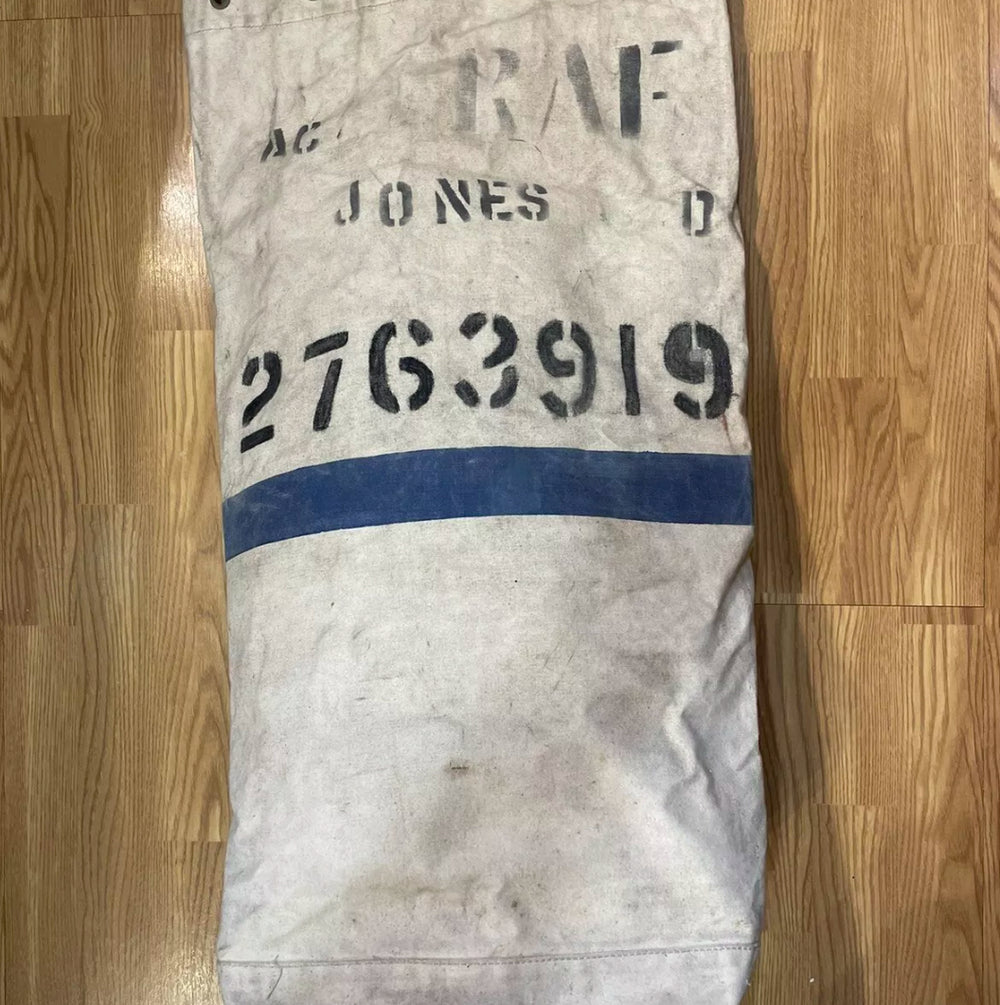 RAF
AC
JONES D
2763919